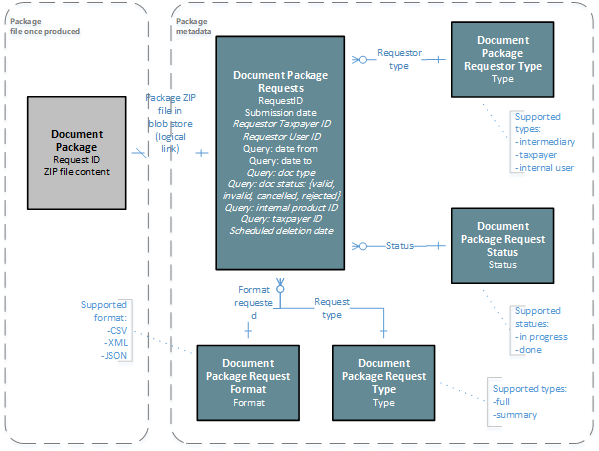 Package
file once produced
Package
metadata
Document
Package
Request ID
ZIP file content
Package ZIP
file in
blob store
(logical
link)
Document Package
Requests
RequestID
Submission date
Requestor Taxpayer ID
Requestor User ID
Query: date from
Query: date to
Query: doc type
Query: doc status: {valid,
invalid, cancelled, rejected}
Query: internal product ID
Query: taxpayer ID
Scheduled deletion date
Requestor
type
Document
Package
Requestor Type
Type
Supported
types:
-intermediary
-taxpayer
-internal user
Status
Document
Package Request
Status
Status
Supported
statues:
-in progress
-done
Format
requeste
d
Request
type
Supported
format:
-CSV
-XML
-JSON
Document
Package Request
Format
Format
Document
Package Request
Type
Type
Supported types:
-full
-summary